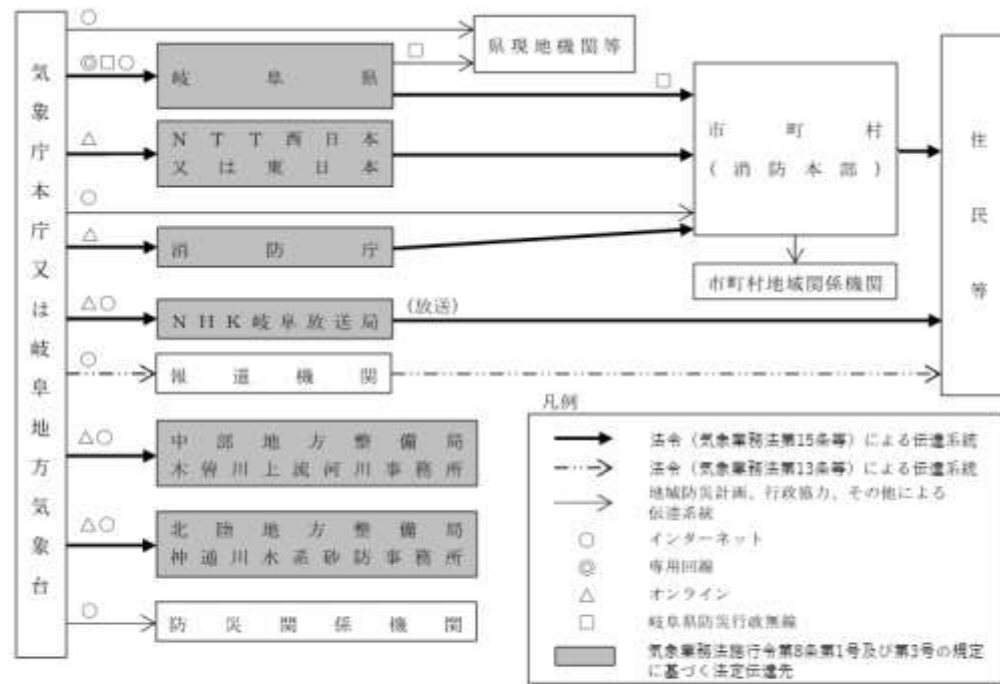 気象庁本庁又は岐阜地方気象台
○
県現地機関等
◎□○
岐阜県
□
□
△
NTT西日本
又は東日本
市町村
(消防本部)
住民等
○
△
消防庁
市町村地域関係機関
△○
NHK岐阜放送局
(放送)
○
報道機関
△○
中部地方整備局
木曽川上流河川事務所
△○
北陸地方整備局
神通川水系砂防事務所
○
防災関係機関
凡例
法令(気象業務法第15条等)による伝達系統
法令(気象業務法第13条等)による伝達系統
地域防災計画、行政協力、その他による
伝達系統
○ インターネット
◎ 専用回線
△ オンライン
□ 岐阜県防災行政無線
気象業務法施行令第8条第1号及び第3号の規定
に基づく法定伝達先